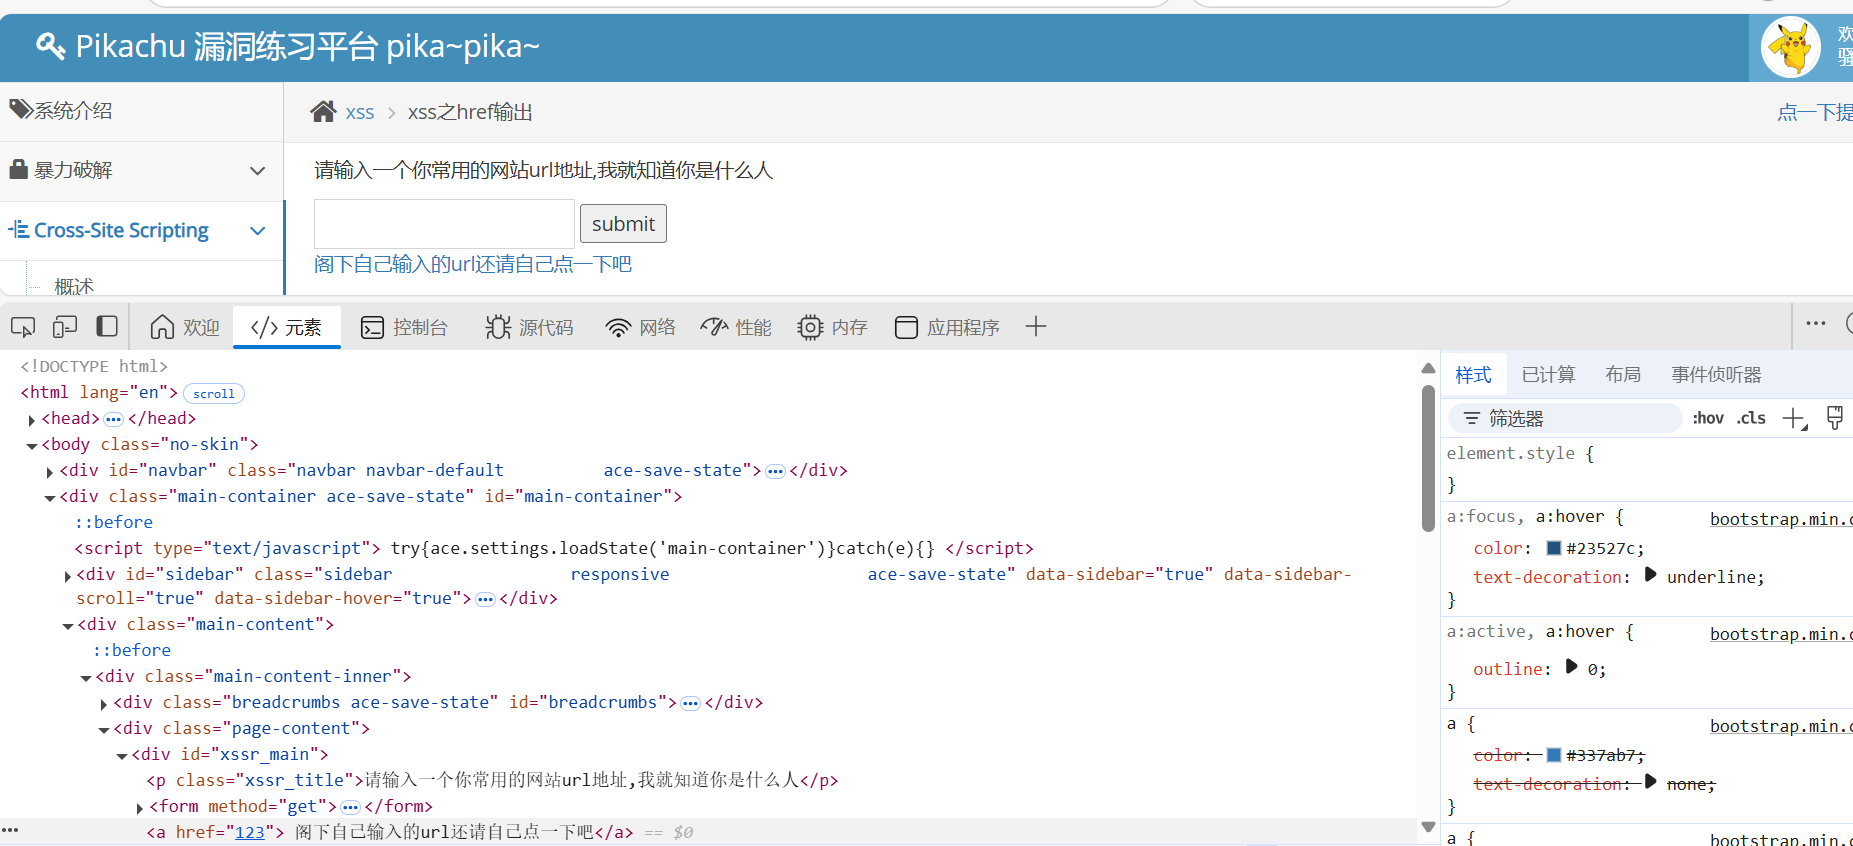 Pikachu 漏洞练习平台 pika~pika~
欢
骚
系统介绍
xss
xss之href输出
点一下提
暴力破解
请输入一个你常用的网站url地址,我就知道你是什么人
Cross-Site Scripting
submit
阁下自己输入的url还请自己点一下吧
概述
欢迎
</> 元素
控制台
源代码
网络
性能
内存
应用程序
<!DOCTYPE html>
<html lang="en"> scroll
<head> ••• </head>
<body class="no-skin">
<div id="navbar" class="navbar navbar-default          ace-save-state"> ••• </div>
<div class="main-container ace-save-state" id="main-container">
::before
<script type="text/javascript"> try{ace.settings.loadState('main-container')}catch(e){} </script>
<div id="sidebar" class="sidebar                  responsive                    ace-save-state" data-sidebar="true" data-sidebar-
scroll="true" data-sidebar-hover="true"> ••• </div>
<div class="main-content">
::before
<div class="main-content-inner">
<div class="breadcrumbs ace-save-state" id="breadcrumbs"> ••• </div>
<div class="page-content">
<div id="xssr_main">
<p class="xssr_title">请输入一个你常用的网站url地址,我就知道你是什么人</p>
<form method="get"> ••• </form>
<a href="123"> 阁下自己输入的url还请自己点一下吧</a> == $0
样式
已计算
布局
事件侦听器
筛选器
:hov .cls
element.style {
}
a:focus, a:hover {
bootstrap.min.c
color: #23527c;
text-decoration: underline;
}
a:active, a:hover {
bootstrap.min.c
outline: 0;
}
a {
bootstrap.min.c
color: #337ab7;
text-decoration: none;
}
a {
bootstrap.min.c